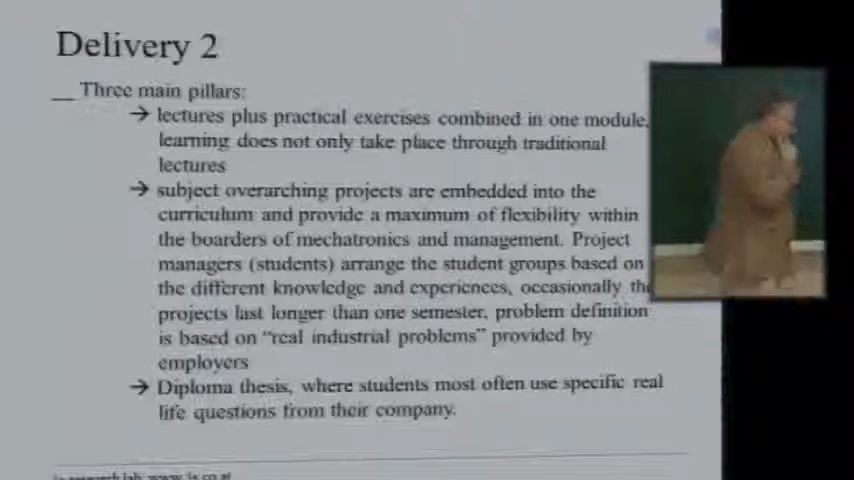 Delivery 2
__ Three main pillars:
→ lectures plus practical exercises combined in one module,
learning does not only take place through traditional
lectures
→ subject overarching projects are embedded into the
curriculum and provide a maximum of flexibility within
the boarders of mechatronics and management. Project
managers (students) arrange the student groups based on
the different knowledge and experiences, occasionally
projects last longer than one semester, problem definition
is based on "real industrial problems" provided by
employers
→ Diploma thesis, where students most often use specific real
life questions from their company.